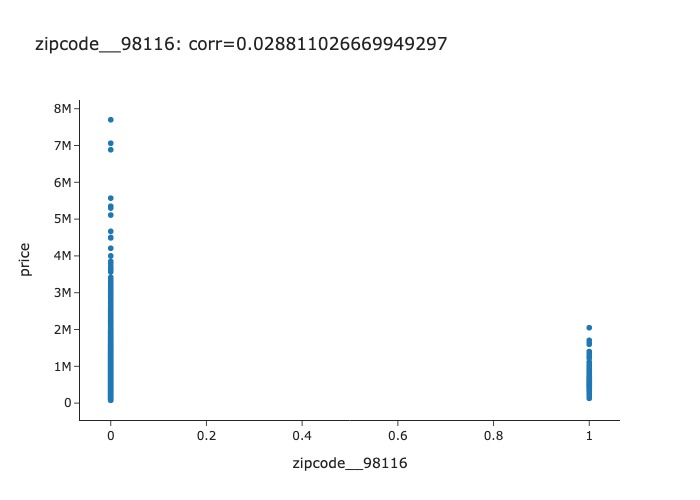 zipcode__98116: corr=0.028811026669949297
8M
7M
6M
5M
4M
3M
2M
1M
0
price
0 0.2 0.4 0.6 0.8 1
zipcode__98116